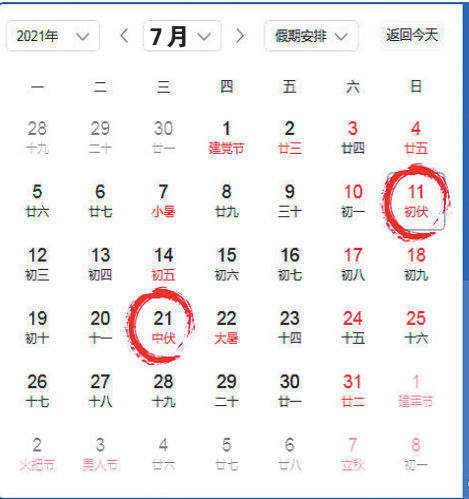 2021年 7月 假期安排 返回今天
一 二 三 四 五 六 日
28 29 30 1 2 3 4
十九 二十 廿一 建党节 廿三 廿四 廿五
5 6 7 8 9 10 11
廿六 廿七 小暑 廿九 三十 初一 初伏
12 13 14 15 16 17 18
初三 初四 初五 初六 初七 初八 初九
19 20 21 22 23 24 25
初十 十一 中伏 大暑 十四 十五 十六
26 27 28 29 30 31 1
十七 十八 十九 二十 廿一 廿二 建军节
2 3 4 5 6 7 8
火把节 男人节 廿六 廿七 廿八 立秋 初一